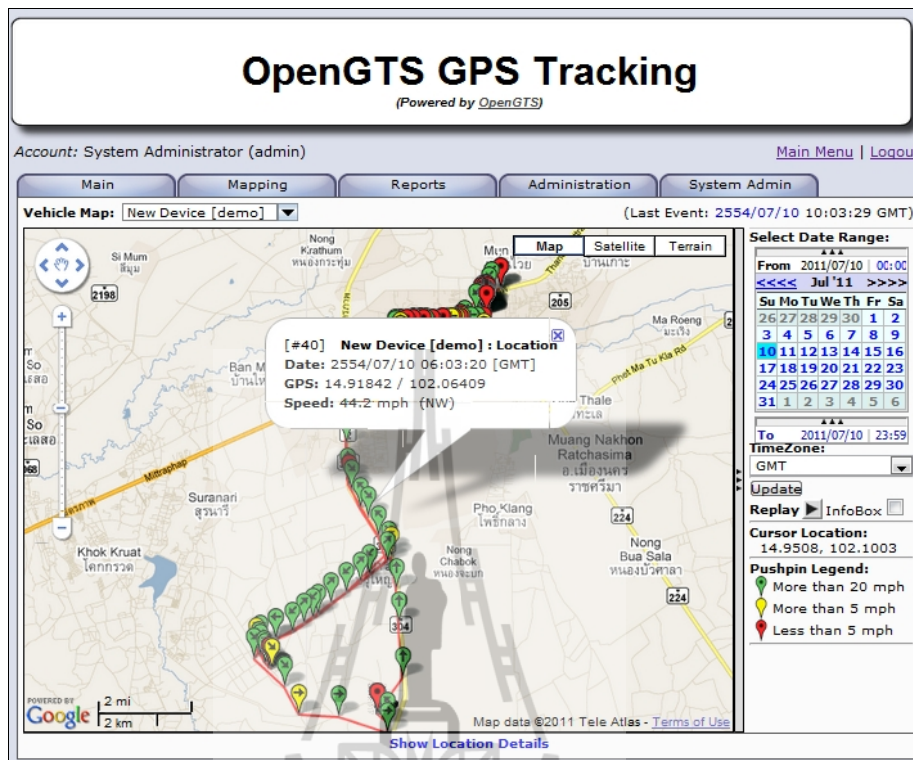 OpenGTS GPS Tracking
(Powered by OpenGTS)
Account: System Administrator (admin)
Main Menu | Logou
Main
Mapping
Reports
Administration
System Admin
Vehicle Map: New Device [demo]
(Last Event: 2554/07/10 10:03:29 GMT)
Map
Satellite
Terrain
Si Mum
สีมุม
Nong
Krathum
หนองกระทุ่ม
2198
205
บ้านเกาะ
Ma Roeng
มะเริง
Phet Ma Tu Kla Rd
[#40] New Device [demo] : Location
Date: 2554/07/10 06:03:20 [GMT]
GPS: 14.91842 / 102.06409
Speed: 44.2 mph (NW)
So
So
Thale
Mittraphap
Muang Nakhon
Ratchasima
อ.เมืองนคร
ราชศรีมา
Suranari
สุรนารี
Pho Klang
โพธิ์กลาง
224
Khok Kruat
โคกกรวด
Nong
Chabok
หนองจะบก
Nong
Bua Sala
หนองบัวศาลา
224
304
POWERED BY
Google
2 mi
2 km
Map data ©2011 Tele Atlas - Terms of Use
Show Location Details
Select Date Range:
From 2011/07/10 | 00:00
<<<< Jul '11 >>>>
Su Mo Tu We Th Fr Sa
26 27 28 29 30 1 2
3 4 5 6 7 8 9
10 11 12 13 14 15 16
17 18 19 20 21 22 23
24 25 26 27 28 29 30
31 1 2 3 4 5 6
To 2011/07/10 | 23:59
TimeZone:
GMT
Update
Replay InfoBox
Cursor Location:
14.9508, 102.1003
Pushpin Legend:
More than 20 mph
More than 5 mph
Less than 5 mph